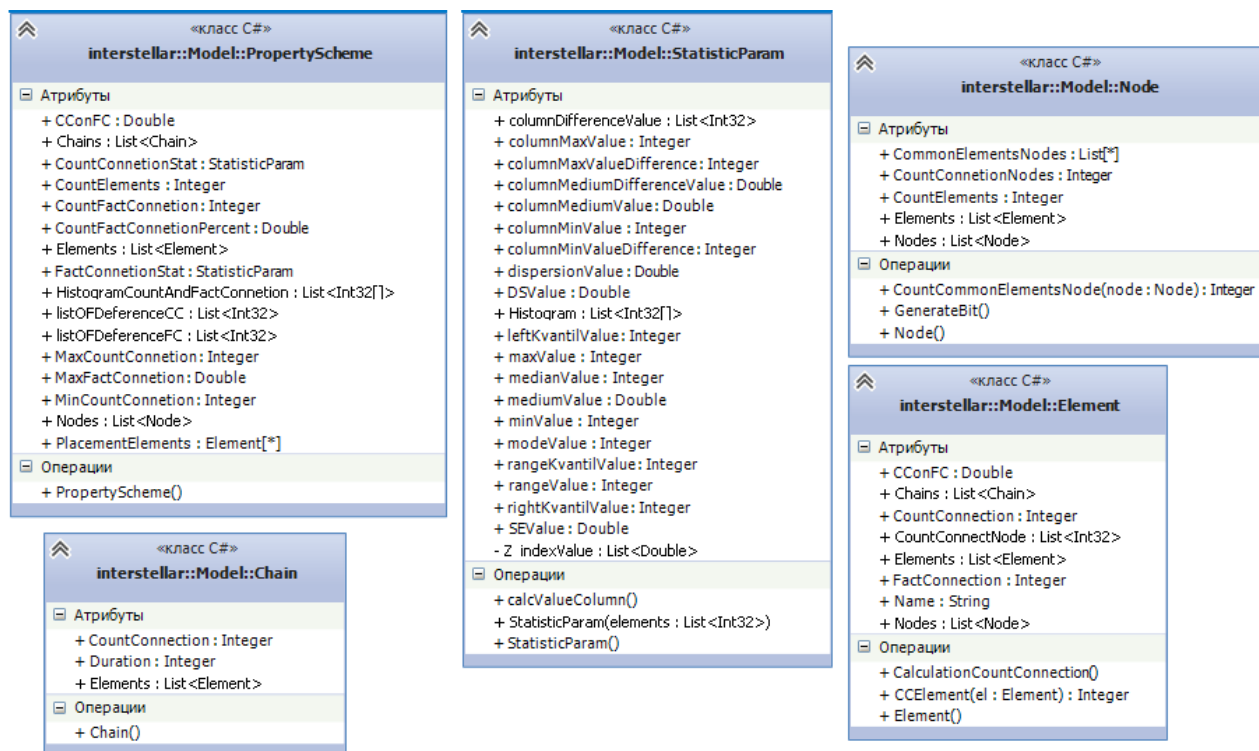 «класс C#»
interstellar::Model::PropertyScheme
Атрибуты
+ CConFC : Double
+ Chains : List<Chain>
+ CountConnetionStat : StatisticParam
+ CountElements : Integer
+ CountFactConnetion : Integer
+ CountFactConnetionPercent : Double
+ Elements : List<Element>
+ FactConnetionStat : StatisticParam
+ HistogramCountAndFactConnetion : List<Int32[]>
+ listOFDeferenceCC : List<Int32>
+ listOFDeferenceFC : List<Int32>
+ MaxCountConnetion : Integer
+ MaxFactConnetion : Double
+ MinCountConnetion : Integer
+ Nodes : List<Node>
+ PlacementElements : Element[*]
Операции
+ PropertyScheme()
«класс C#»
interstellar::Model::Chain
Атрибуты
+ CountConnection : Integer
+ Duration : Integer
+ Elements : List<Element>
Операции
+ Chain()
«класс C#»
interstellar::Model::StatisticParam
Атрибуты
+ columnDifferenceValue : List<Int32>
+ columnMaxValue : Integer
+ columnMaxValueDifference : Integer
+ columnMediumDifferenceValue : Double
+ columnMediumValue : Double
+ columnMinValue : Integer
+ columnMinValueDifference : Integer
+ dispersionValue : Double
+ DSValue : Double
+ Histogram : List<Int32[]>
+ leftKvantilValue : Integer
+ maxValue : Integer
+ medianValue : Integer
+ mediumValue : Double
+ minValue : Integer
+ modeValue : Integer
+ rangeKvantilValue : Integer
+ rangeValue : Integer
+ rightKvantilValue : Integer
+ SEValue : Double
- Z_indexValue : List<Double>
Операции
+ calcValueColumn()
+ StatisticParam(elements : List<Int32>)
+ StatisticParam()
«класс C#»
interstellar::Model::Node
Атрибуты
+ CommonElementsNodes : List[*]
+ CountConnetionNodes : Integer
+ CountElements : Integer
+ Elements : List<Element>
+ Nodes : List<Node>
Операции
+ CountCommonElementsNode(node : Node) : Integer
+ GenerateBit()
+ Node()
«класс C#»
interstellar::Model::Element
Атрибуты
+ CConFC : Double
+ Chains : List<Chain>
+ CountConnection : Integer
+ CountConnectNode : List<Int32>
+ Elements : List<Element>
+ FactConnection : Integer
+ Name : String
+ Nodes : List<Node>
Операции
+ CalculationCountConnection()
+ CCElement(el : Element) : Integer
+ Element()